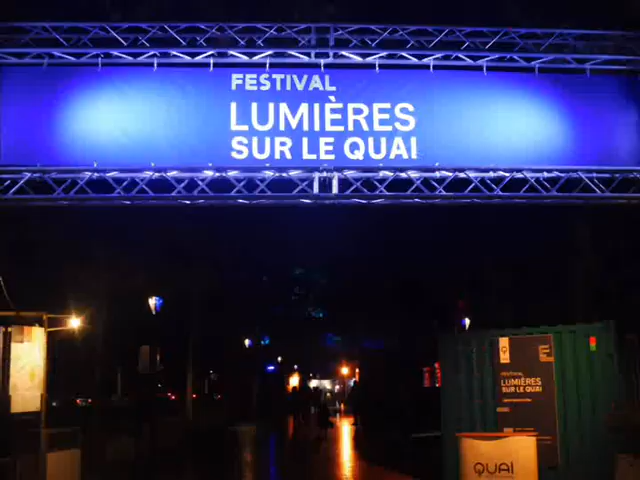 FESTIVAL
LUMIÈRES
SUR LE QUAI
FESTIVAL
LUMIÈRES
SUR LE QUAI
QUAI